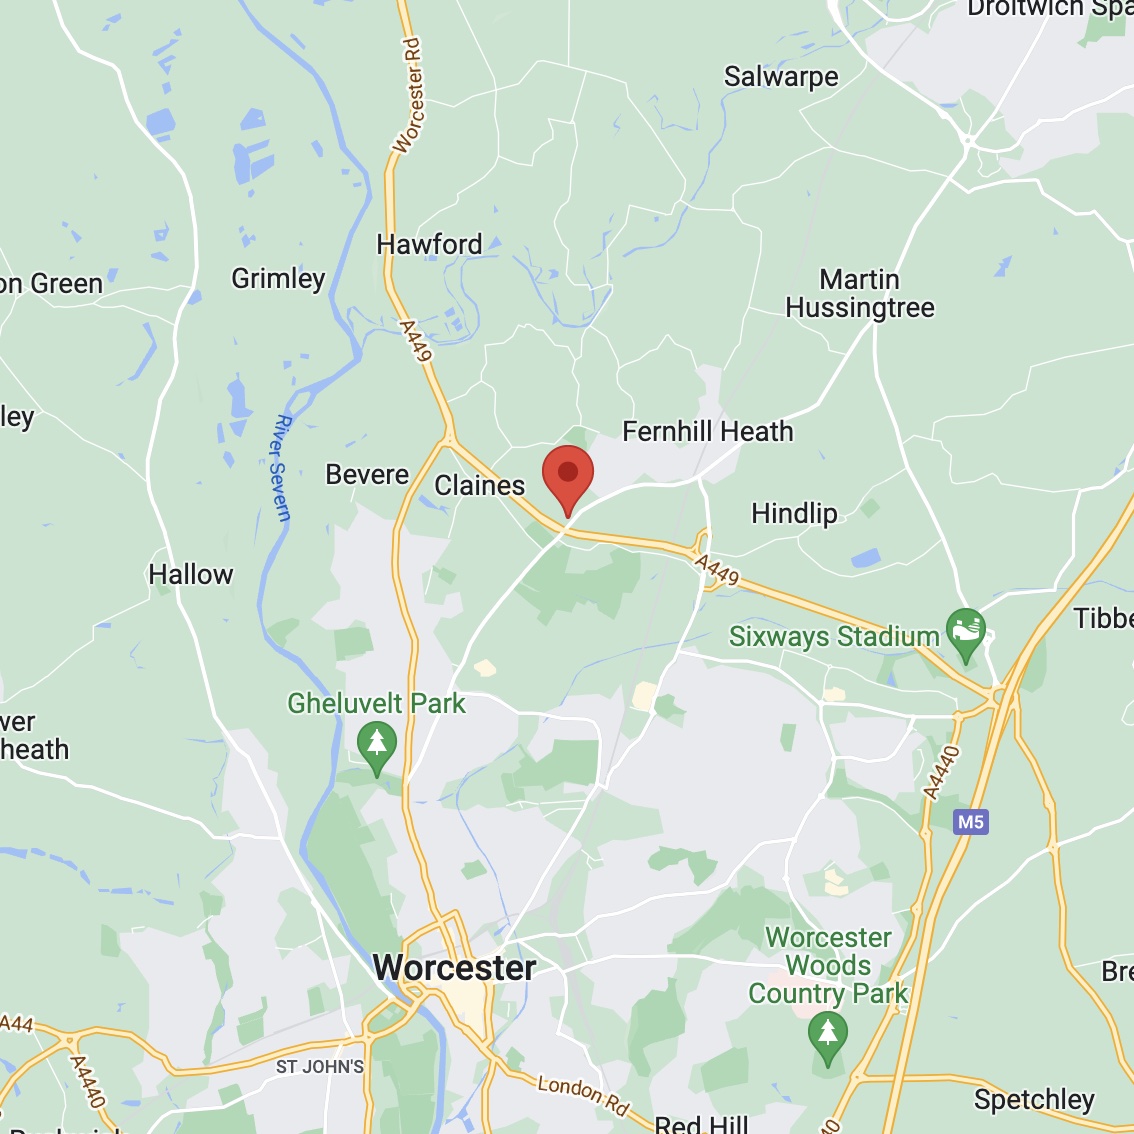 Droitwich Spa
Salwarpe
Worcester Rd
Hawford
Grimley
on Green
Martin
Hussingtree
A449
ley
River Severn
Fernhill Heath
Bevere
Claines
Hindlip
Hallow
A449
Tibbe
Sixways Stadium
Gheluvelt Park
wer
heath
A4440
M5
Worcester
Woods
Country Park
Worcester
Bre
A44
ST JOHN'S
A4440
London Rd
Spetchley
Red Hill
40